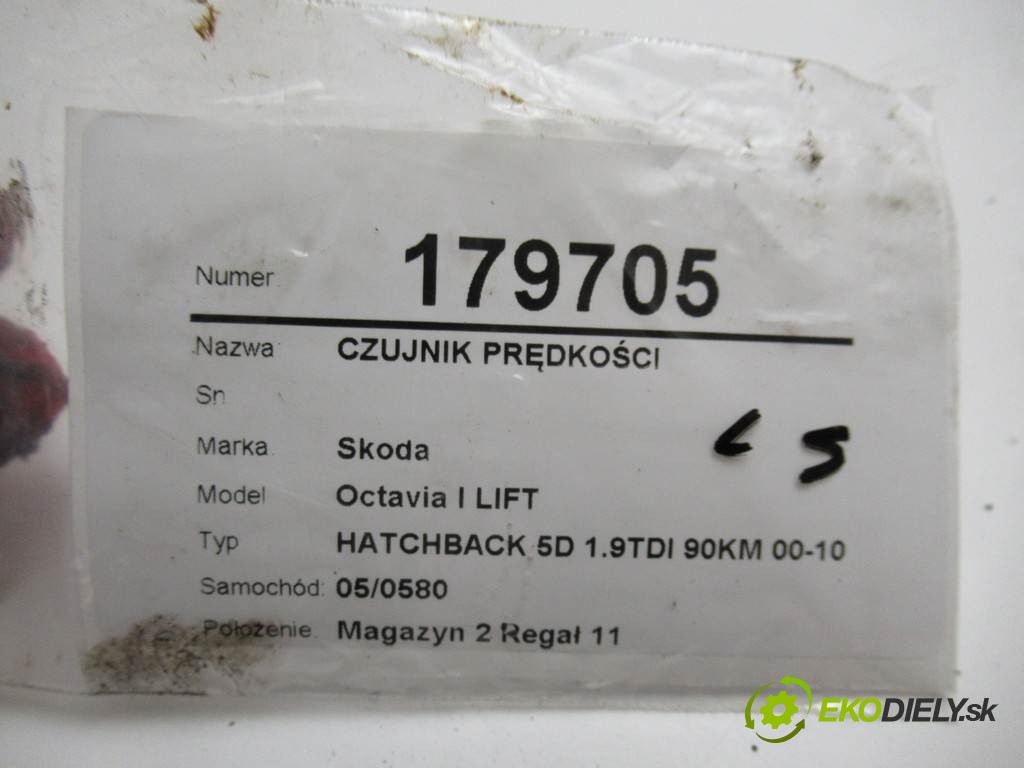 Numer 179705
Nazwa CZUJNIK PRĘDKOŚCI
Sn
Marka Skoda
Model Octavia I LIFT
Typ HATCHBACK 5D 1.9TDI 90KM 00-10
Samochód: 05/0580
Położenie Magazyn 2 Regał 11
EKODIELY.sk